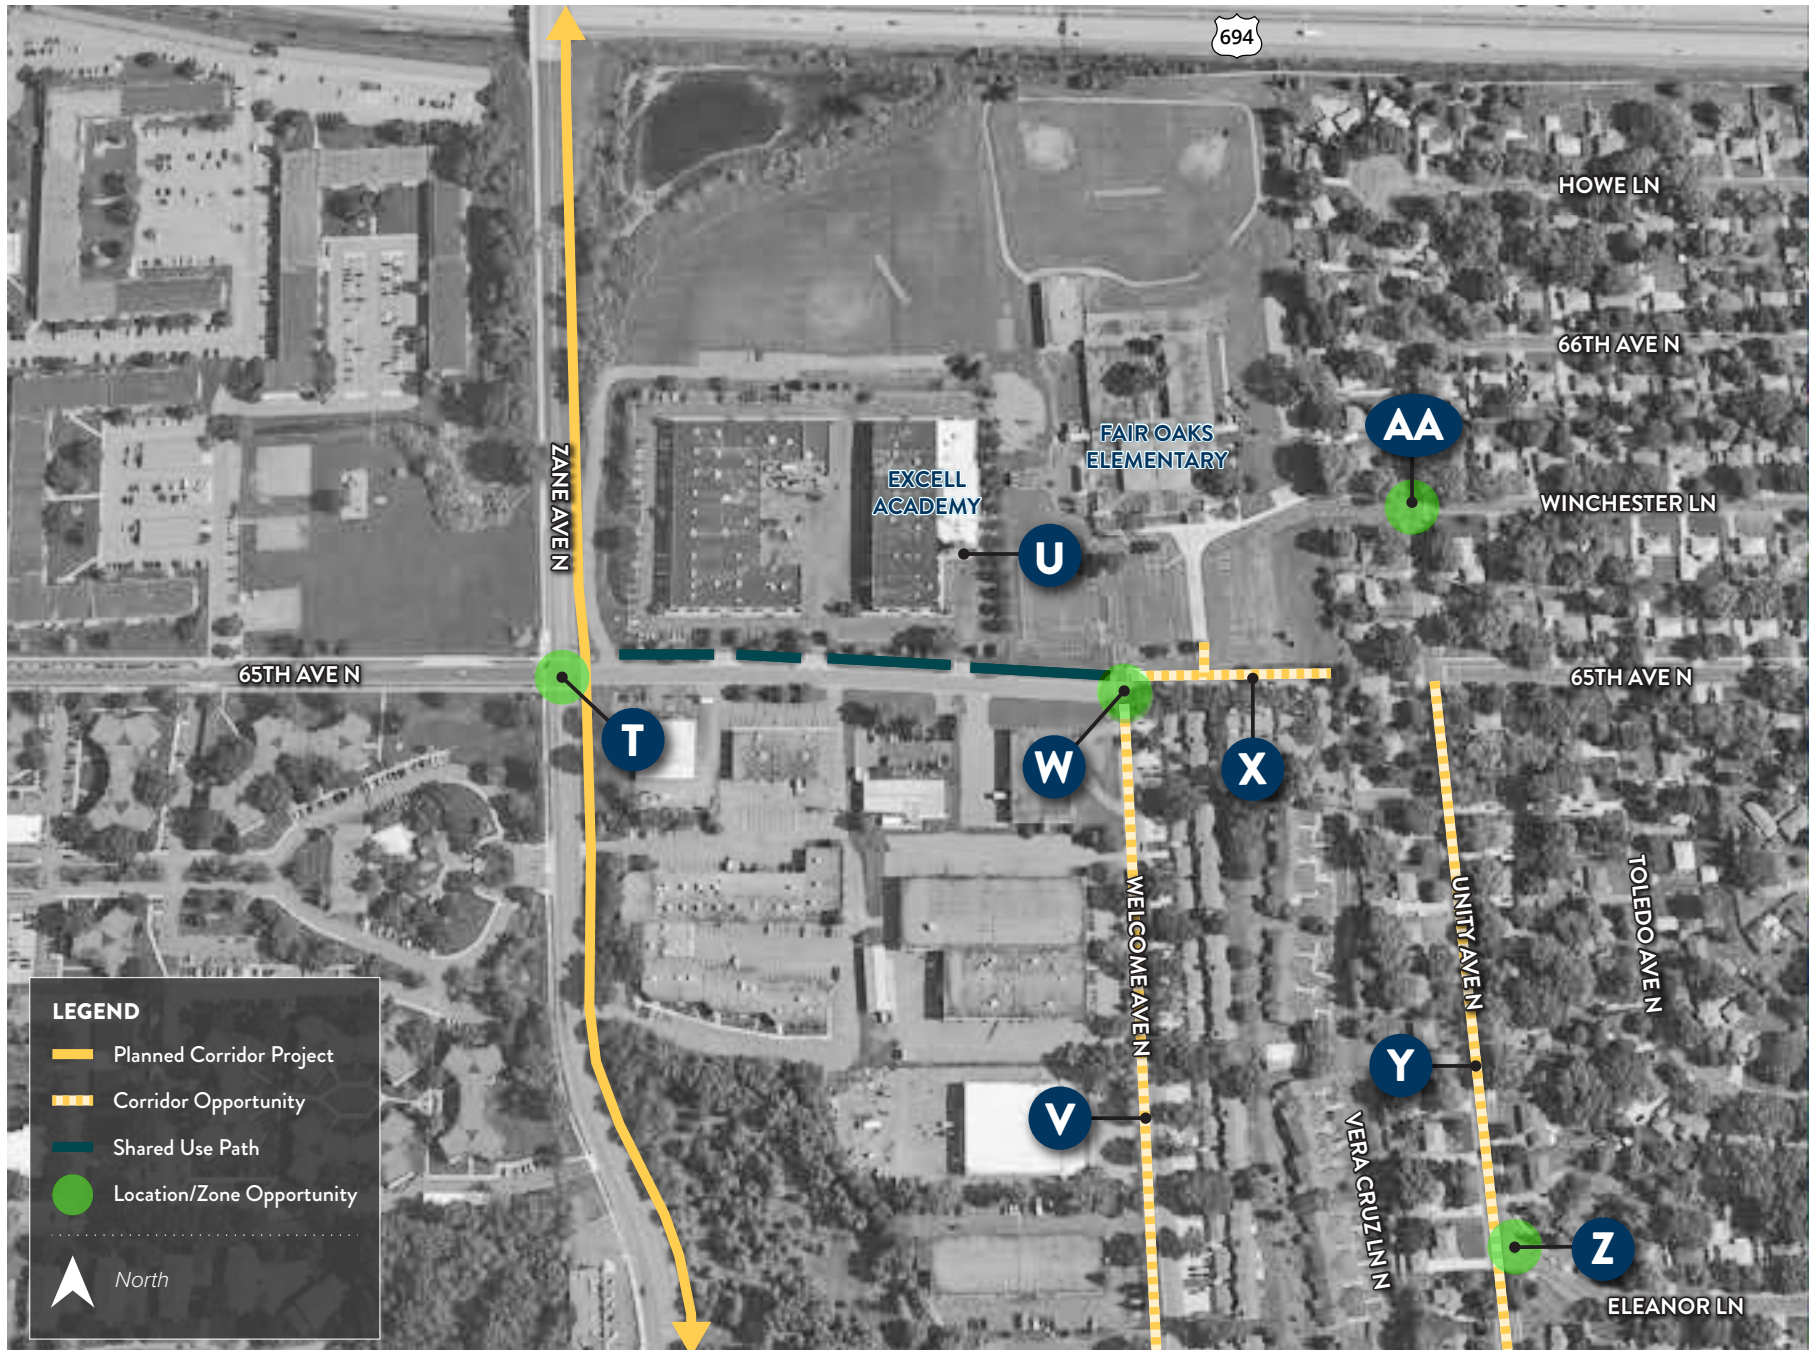 694
HOWE LN
66TH AVE N
AA
FAIR OAKS
ELEMENTARY
ZANE AVE N
EXCELL
ACADEMY
WINCHESTER LN
U
65TH AVE N
65TH AVE N
T
W
X
WELCOME AVE N
UNITY AVE N
TOLEDO AVE N
Y
V
VERA CRUZ LN N
Z
ELEANOR LN
LEGEND
Planned Corridor Project
Corridor Opportunity
Shared Use Path
Location/Zone Opportunity
North